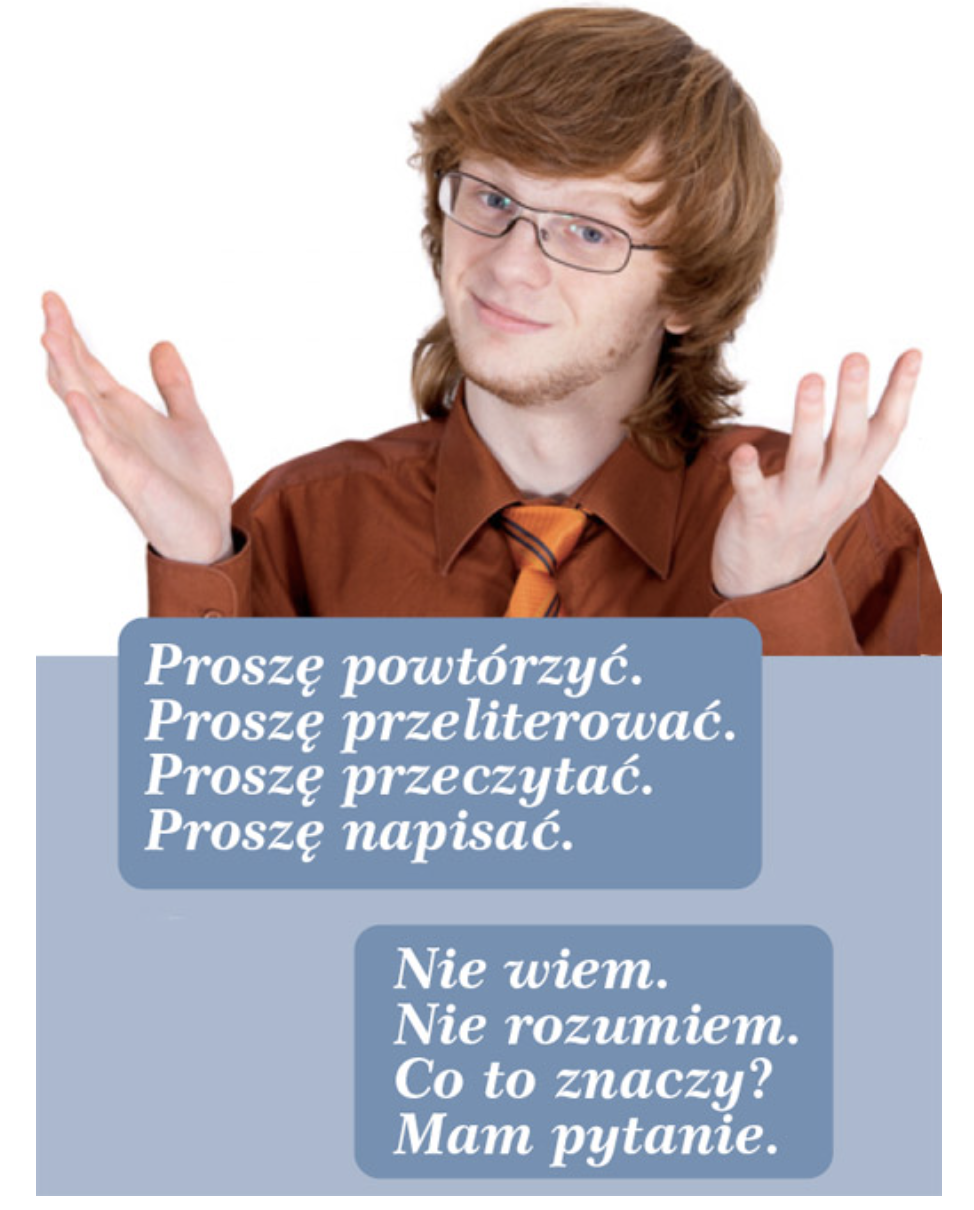 Proszę powtórzyć.
Proszę przeliterować.
Proszę przeczytać.
Proszę napisać.
Nie wiem.
Nie rozumiem.
Co to znaczy?
Mam pytanie.